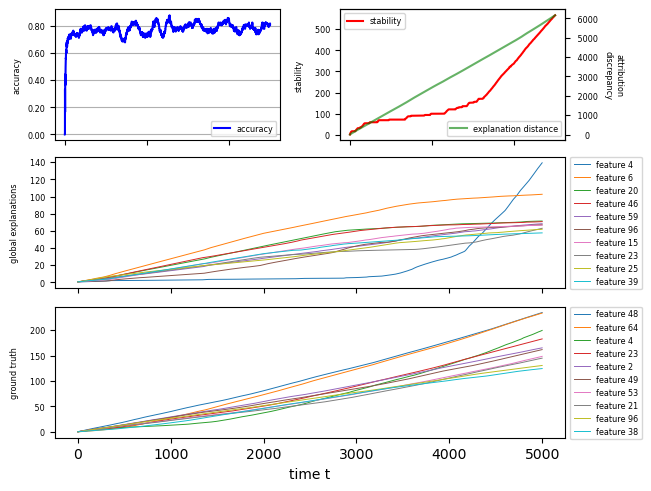 0.80
0.60
0.40
0.20
0.00
accuracy
accuracy
500
400
300
200
100
0
stability
stability
explanation distance
6000
5000
4000
3000
2000
1000
0
attribution
discrepancy
140
120
100
80
60
40
20
0
global explanations
feature 4
feature 6
feature 20
feature 46
feature 59
feature 96
feature 15
feature 23
feature 25
feature 39
200
150
100
50
0
ground truth
feature 48
feature 64
feature 4
feature 23
feature 2
feature 49
feature 53
feature 21
feature 96
feature 38
0 1000 2000 3000 4000 5000
time t